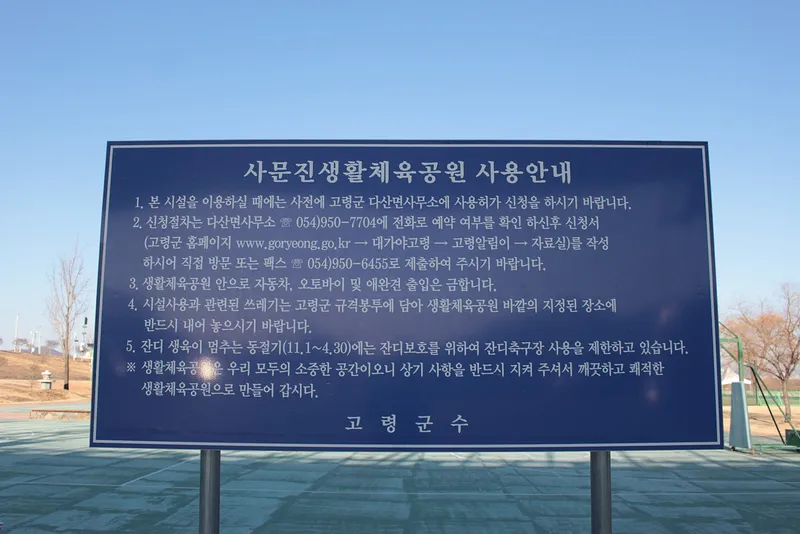 사문진생활체육공원 사용안내
1. 본 시설을 이용하실 때에는 사전에 고령군 다산면사무소에 사용허가 신청을 하시기 바랍니다.
2. 신청절차는 다산면사무소 ☏ 054)950-7704에 전화로 예약 여부를 확인 하신후 신청서
(고령군 홈페이지 www.goryeong.go.kr → 대가야고령 → 고령알림이 → 자료실)를 작성
하시어 직접 방문 또는 팩스 ☏ 054)950-6455로 제출하여 주시기 바랍니다.
3. 생활체육공원 안으로 자동차, 오토바이 및 애완견 출입은 금합니다.
4. 시설사용과 관련된 쓰레기는 고령군 규격봉투에 담아 생활체육공원 바깥의 지정된 장소에
반드시 내어 놓으시기 바랍니다.
5. 잔디 생육이 멈추는 동절기(11.1~4.30)에는 잔디보호를 위하여 잔디축구장 사용을 제한하고 있습니다.
※ 생활체육공원은 우리 모두의 소중한 공간이오니 상기 사항을 반드시 지켜 주셔서 깨끗하고 쾌적한
생활체육공원으로 만들어 갑시다.
고령군수